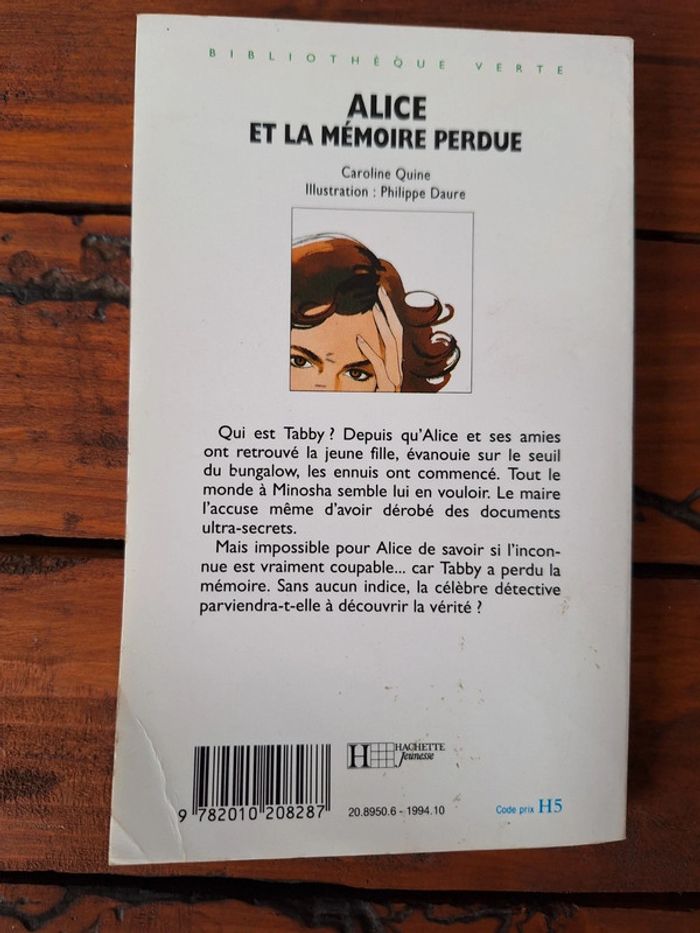 BIBLIOTHÈQUE VERTE
ALICE
ET LA MÉMOIRE PERDUE
Caroline Quine
Illustration : Philippe Daure
Qui est Tabby ? Depuis qu'Alice et ses amies
ont retrouvé la jeune fille, évanouie sur le seuil
du bungalow, les ennuis ont commencé. Tout le
monde à Minosha semble lui en vouloir. Le maire
l'accuse même d'avoir dérobé des documents
ultra-secrets.
Mais impossible pour Alice de savoir si l'incon-
nue est vraiment coupable... car Tabby a perdu la
mémoire. Sans aucun indice, la célèbre détective
parviendra-t-elle à découvrir la vérité ?
H HACHETTE
Jeunesse
9 782010 208287
20.8950.6 - 1994.10
Code prix H5